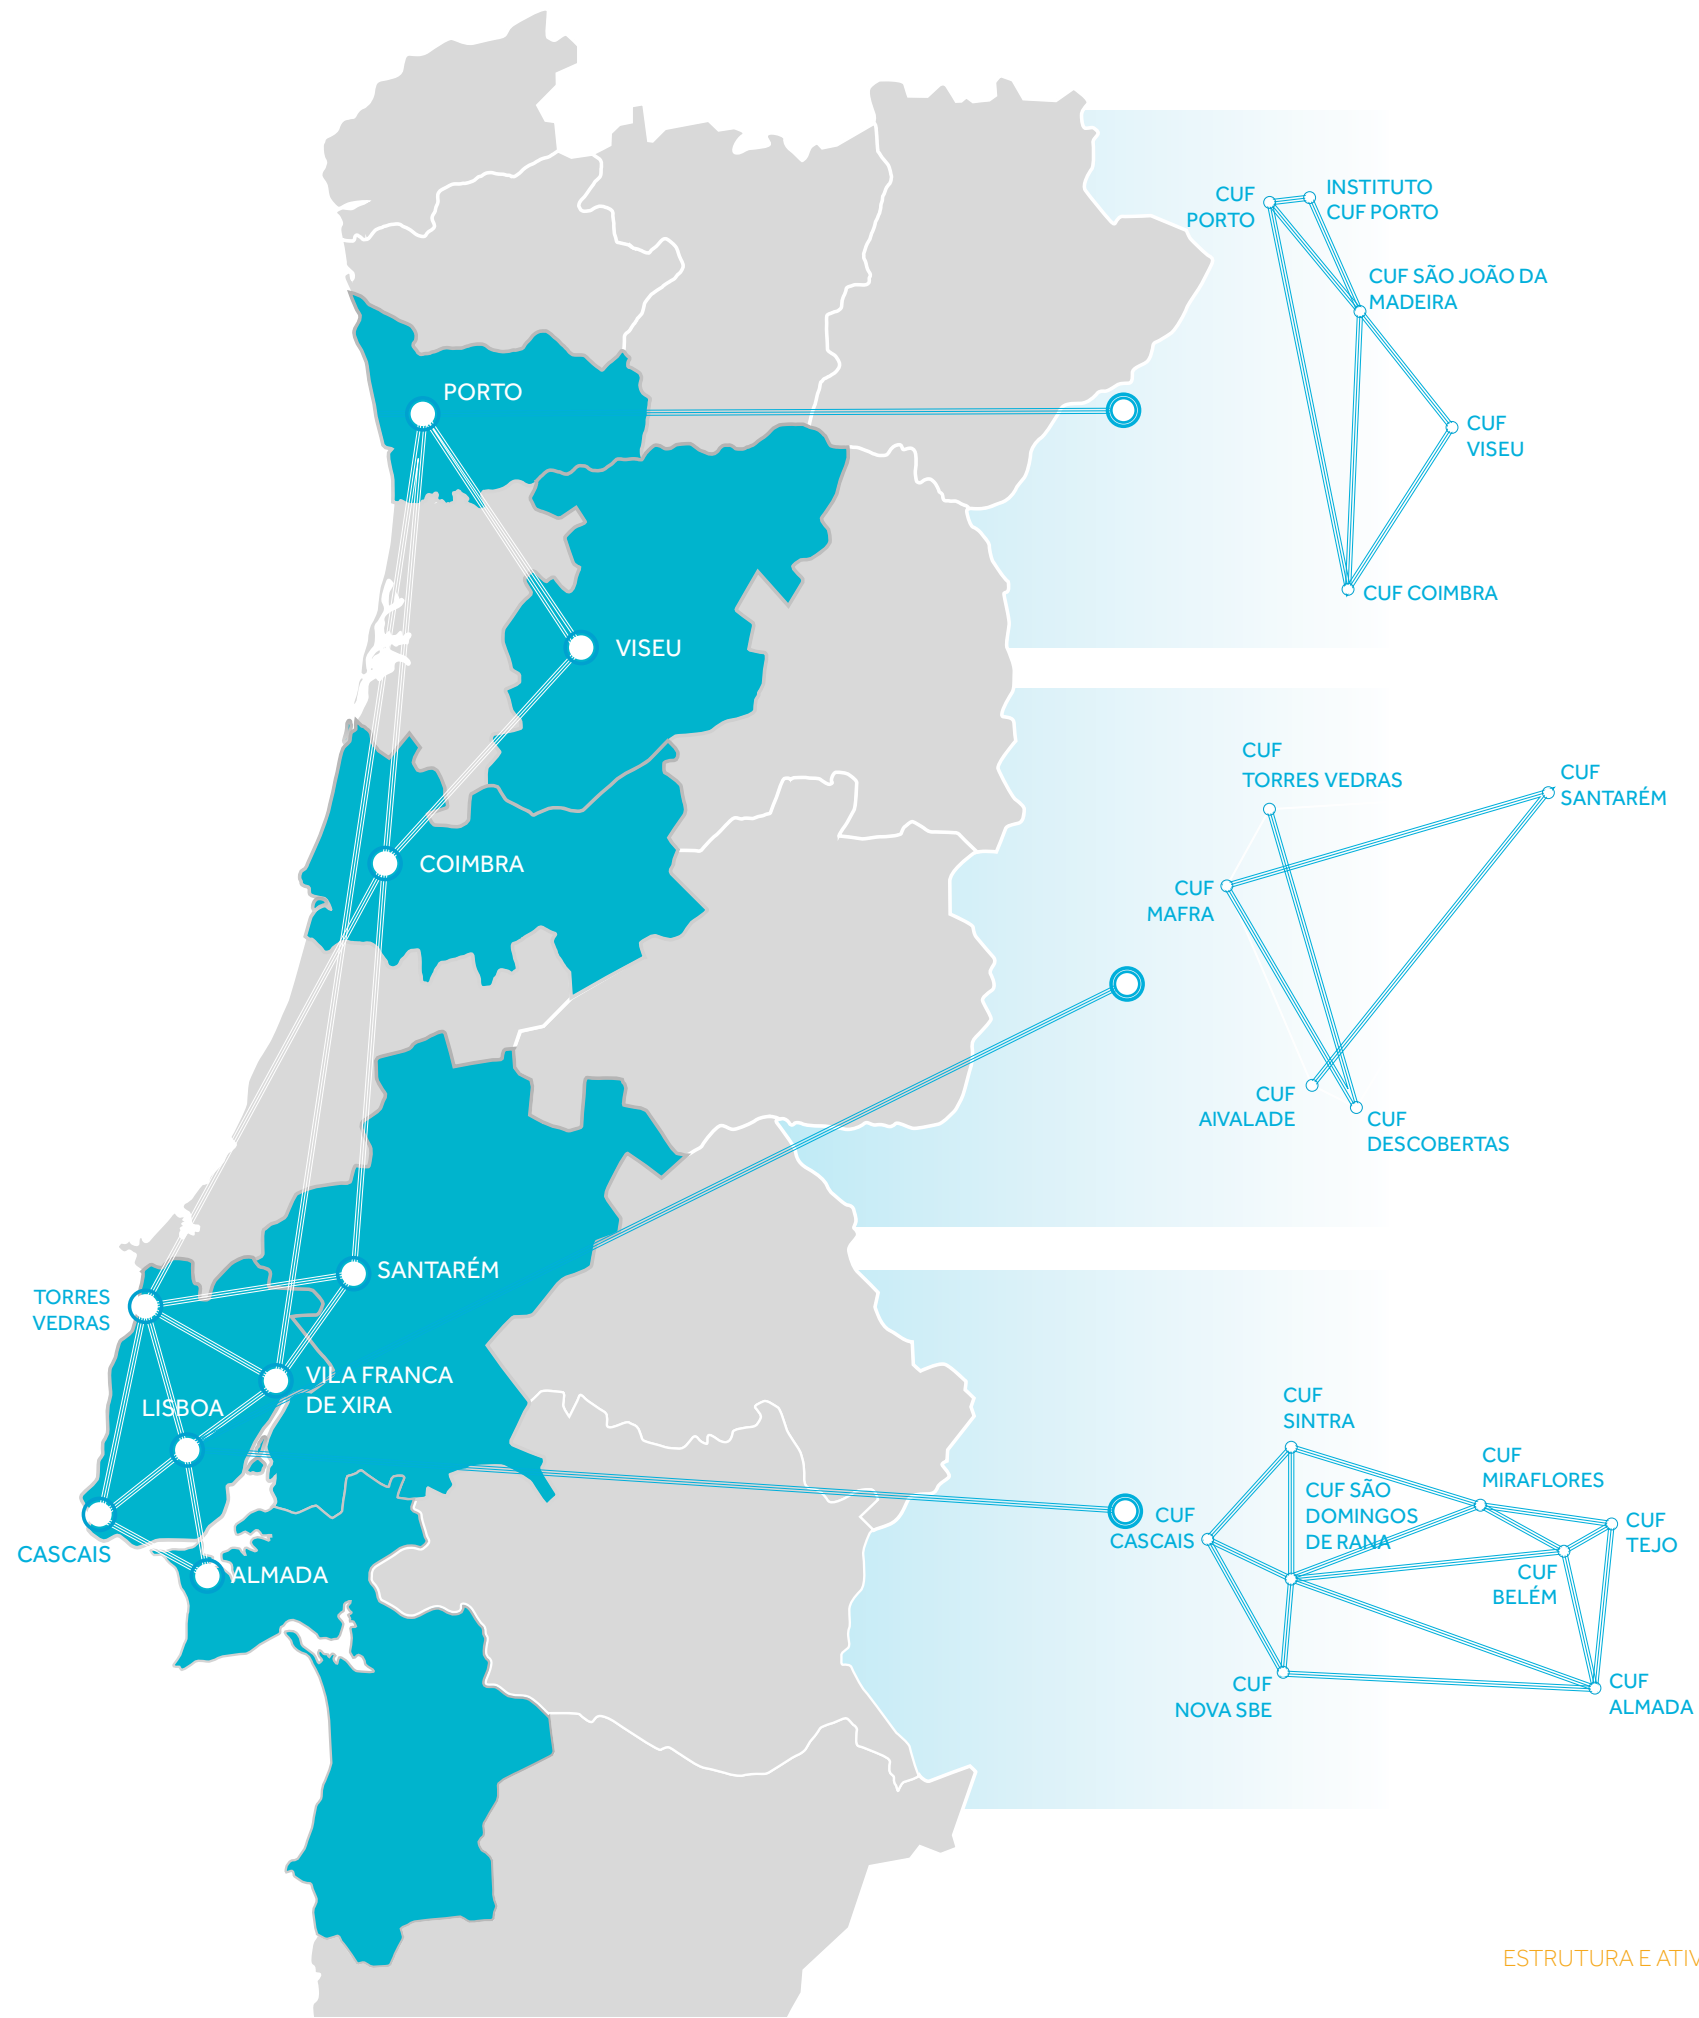 PORTO
VISEU
COIMBRA
SANTARÉM
TORRES
VEDRAS
VILA FRANCA
DE XIRA
LISBOA
CASCAIS
ALMADA
CUF
PORTO
INSTITUTO
CUF PORTO
CUF SÃO JOÃO DA
MADEIRA
CUF
VISEU
CUF COIMBRA
CUF
TORRES VEDRAS
CUF
SANTARÉM
CUF
MAFRA
CUF
AIVALADE
CUF
DESCOBERTAS
CUF
SINTRA
CUF
MIRAFLORES
CUF SÃO
DOMINGOS
DE RANA
CUF
CASCAIS
CUF
TEJO
CUF
BELÉM
CUF
NOVA SBE
CUF
ALMADA
ESTRUTURA E ATIV